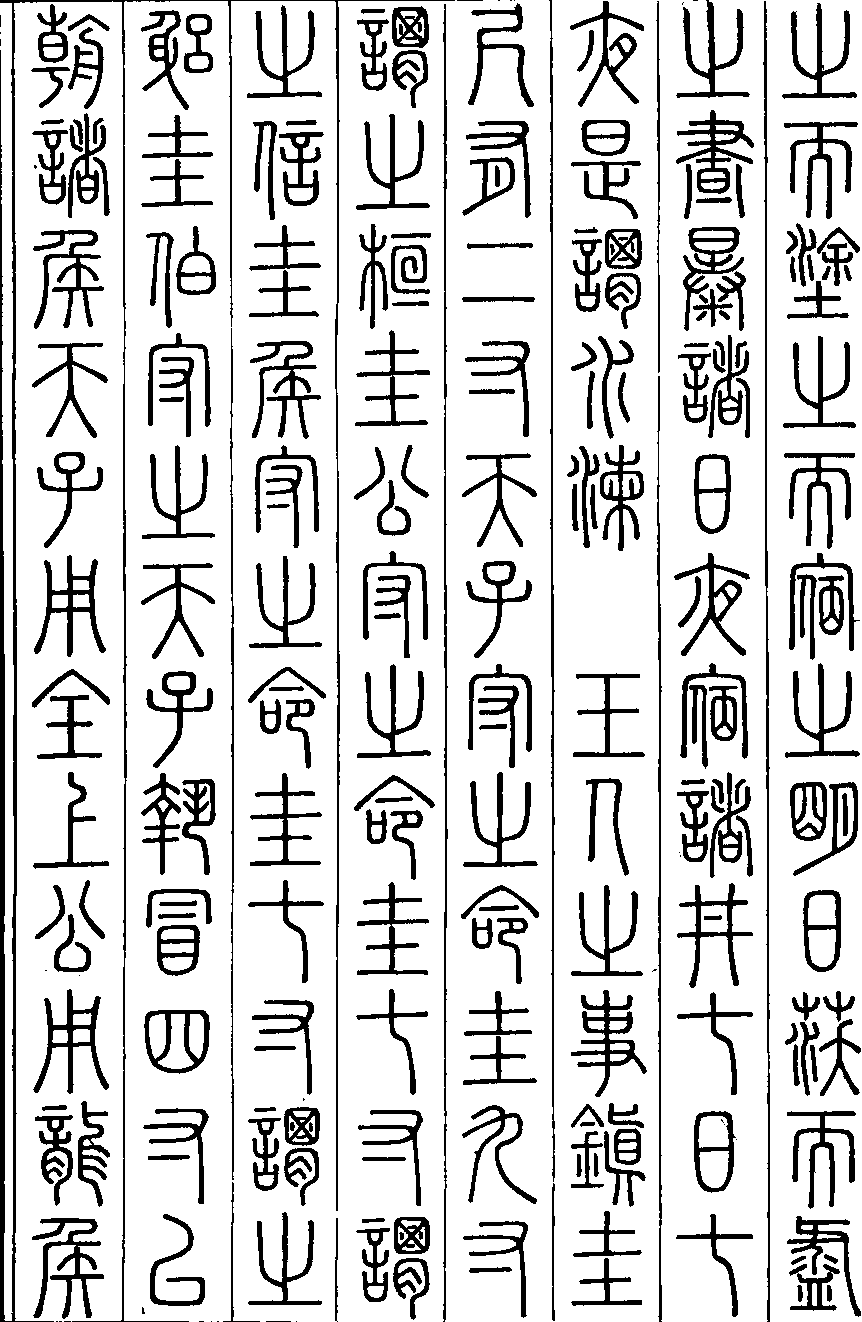 之而塗之而宿之明日沃而盝
之晝暴諸日夜宿諸井七日七
夜是謂水湅　玉人之事鎮圭
尺有二寸天子守之命圭九寸
謂之桓圭公守之命圭七寸謂
之信圭侯守之命圭七寸謂之
躬圭伯守之天子執冒四寸以
朝諸侯天子用全上公用龍侯